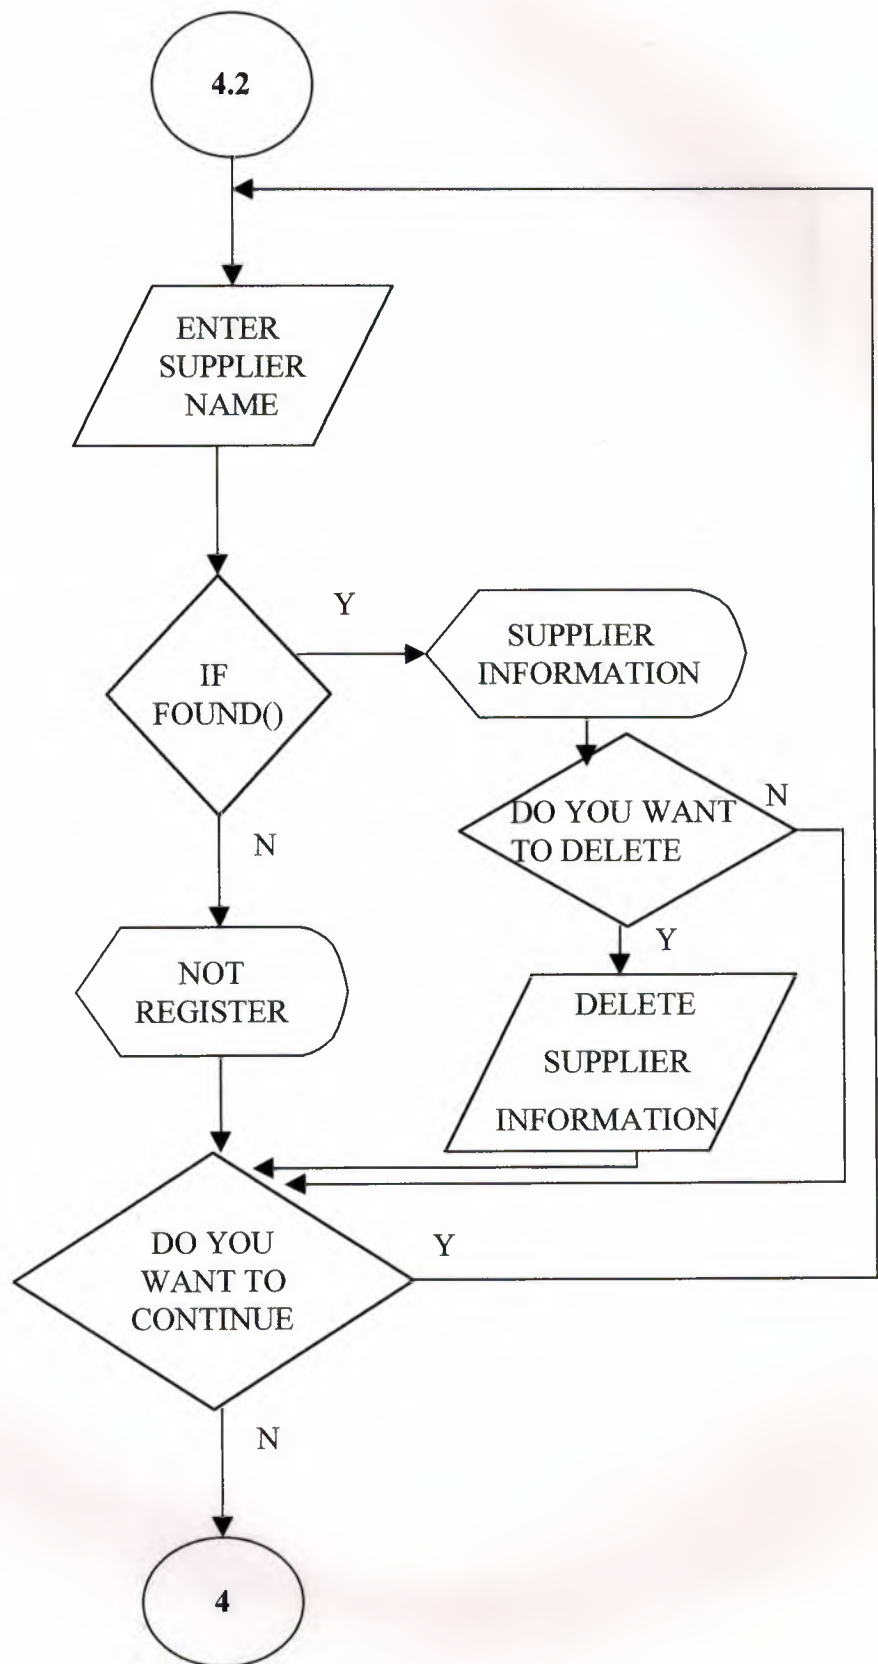 4.2
ENTER
SUPPLIER
NAME
Y
SUPPLIER
INFORMATION
IF
FOUND()
N
DO YOU WANT
TO DELETE
N
Y
NOT
REGISTER
DELETE
SUPPLIER
INFORMATION
DO YOU
WANT TO
CONTINUE
Y
N
4